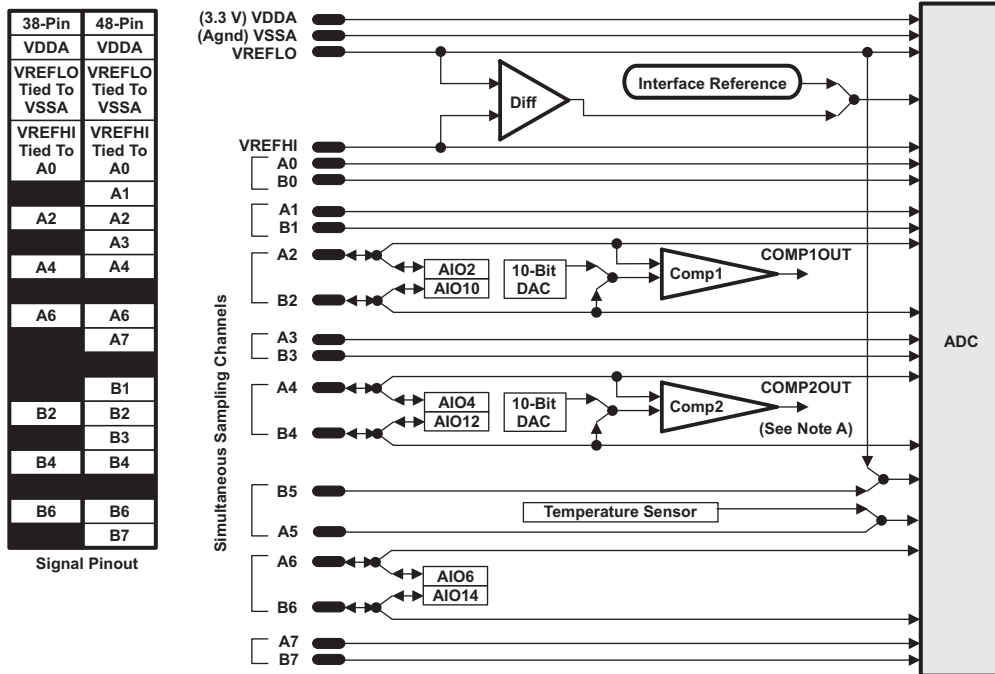 38-Pin 48-Pin
VDDA VDDA
VREFLO VREFLO
Tied To Tied To
VSSA VSSA
VREFHI VREFHI
Tied To Tied To
A0 A0
A1
A2 A2
A3
A4 A4
A6 A6
A7
B1
B2 B2
B3
B4 B4
B6 B6
B7
Signal Pinout
Simultaneous Sampling Channels
(3.3 V) VDDA
(Agnd) VSSA
VREFLO
Diff
Interface Reference
VREFHI
A0
B0
A1
B1
A2
AIO2
AIO10
10-Bit
DAC
Comp1
COMP1OUT
B2
A3
B3
A4
AIO4
AIO12
10-Bit
DAC
Comp2
COMP2OUT
(See Note A)
B4
B5
Temperature Sensor
A5
A6
AIO6
AIO14
B6
A7
B7
ADC